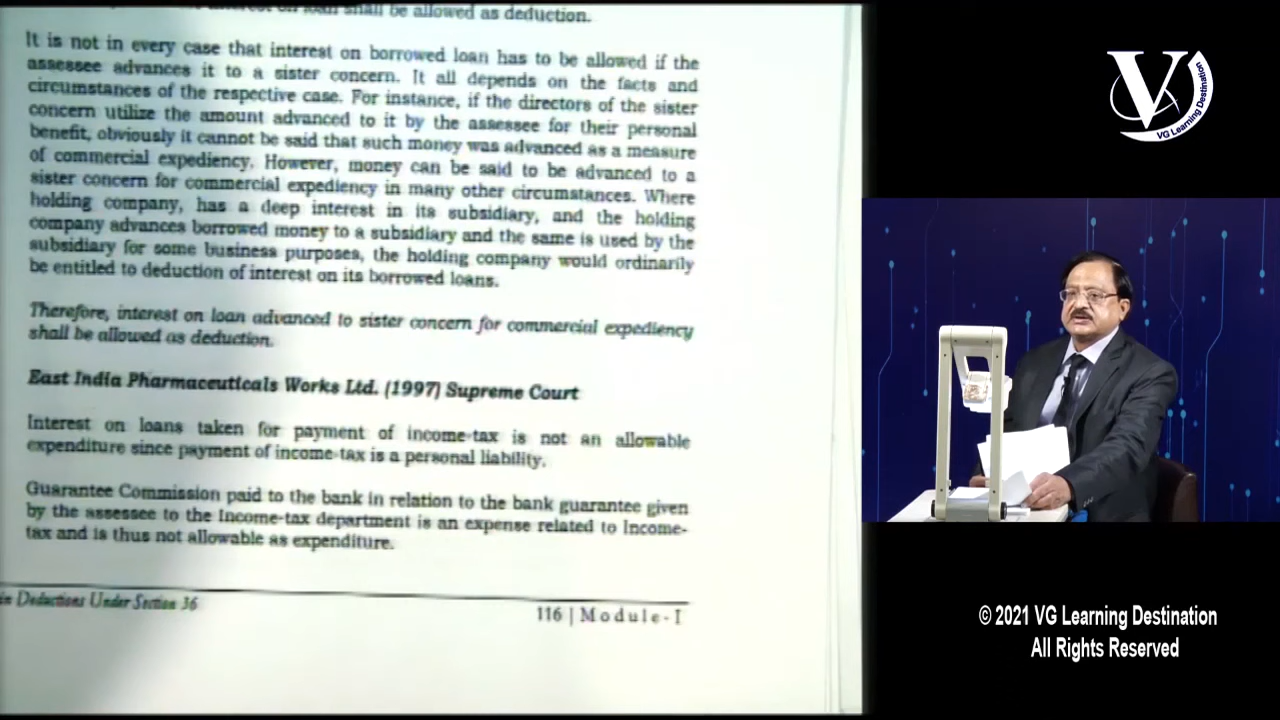 interest on loan shall be allowed as deduction.
It is not in every case that interest on borrowed loan has to be allowed if the
assessee advances it to a sister concern. It all depends on the facts and
circumstances of the respective case. For instance, if the directors of the sister
concern utilize the amount advanced to it by the assessee for their personal
benefit, obviously it cannot be said that such money was advanced as a measure
of commercial expediency. However, money can be said to be advanced to a
sister concern for commercial expediency in many other circumstances. Where
holding company, has a deep interest in its subsidiary, and the holding
company advances borrowed money to a subsidiary and the same is used by the
subsidiary for some business purposes, the holding company would ordinarily
be entitled to deduction of interest on its borrowed loans.
Therefore, interest on loan advanced to sister concern for commercial expediency
shall be allowed as deduction.
East India Pharmaceuticals Works Ltd. (1997) Supreme Court
Interest on loans taken for payment of income-tax is not an allowable
expenditure since payment of income-tax is a personal liability.
Guarantee Commission paid to the bank in relation to the bank guarantee given
by the assessee to the Income-tax department is an expense related to Income-
tax and is thus not allowable as expenditure.
in Deductions Under Section 36
116 | Module-I
V
VG Learning Destination
© 2021 VG Learning Destination
All Rights Reserved